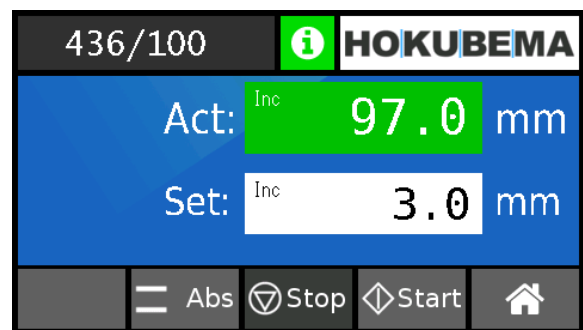 436/100 i HOKUBEMA
Act: Inc 97.0 mm
Set: Inc 3.0 mm
Abs Stop Start